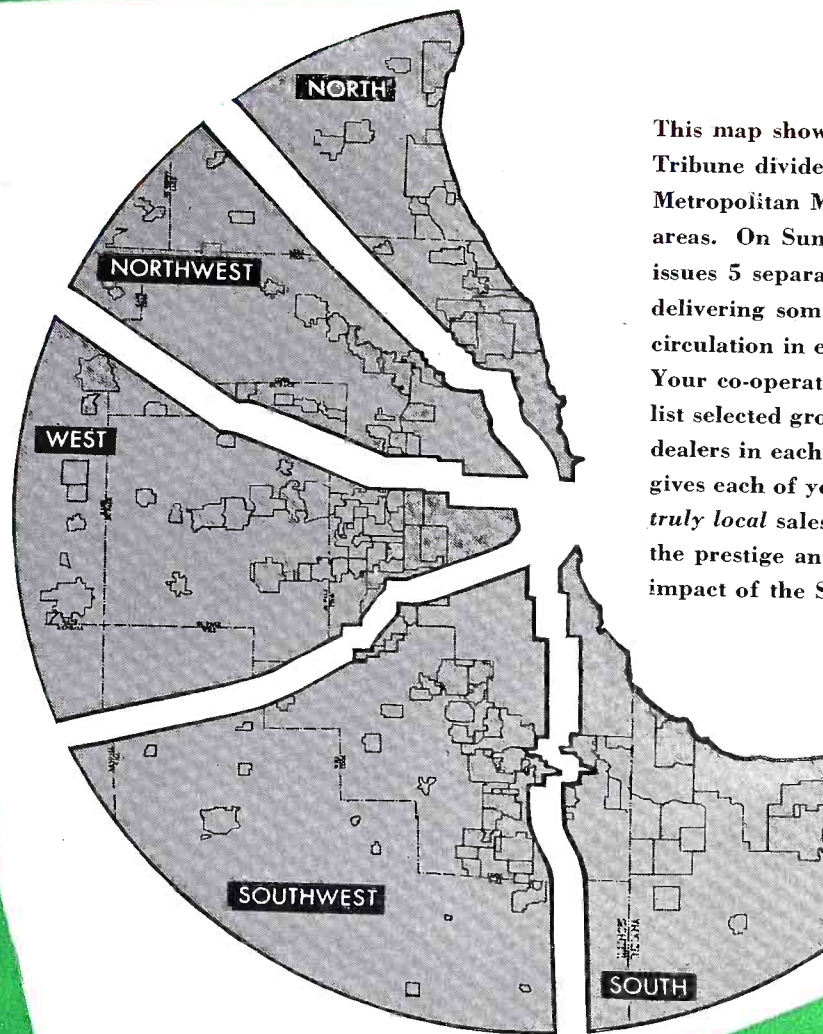 NORTH
This map show
Tribune divide
Metropolitan M
areas. On Sun
issues 5 separa
delivering som
circulation in e
Your co-operat
list selected gro
dealers in each
gives each of yo
truly local sales
the prestige an
impact of the S
NORTHWEST
WEST
SOUTHWEST
ILLINOIS
INDIANA
SOUTH